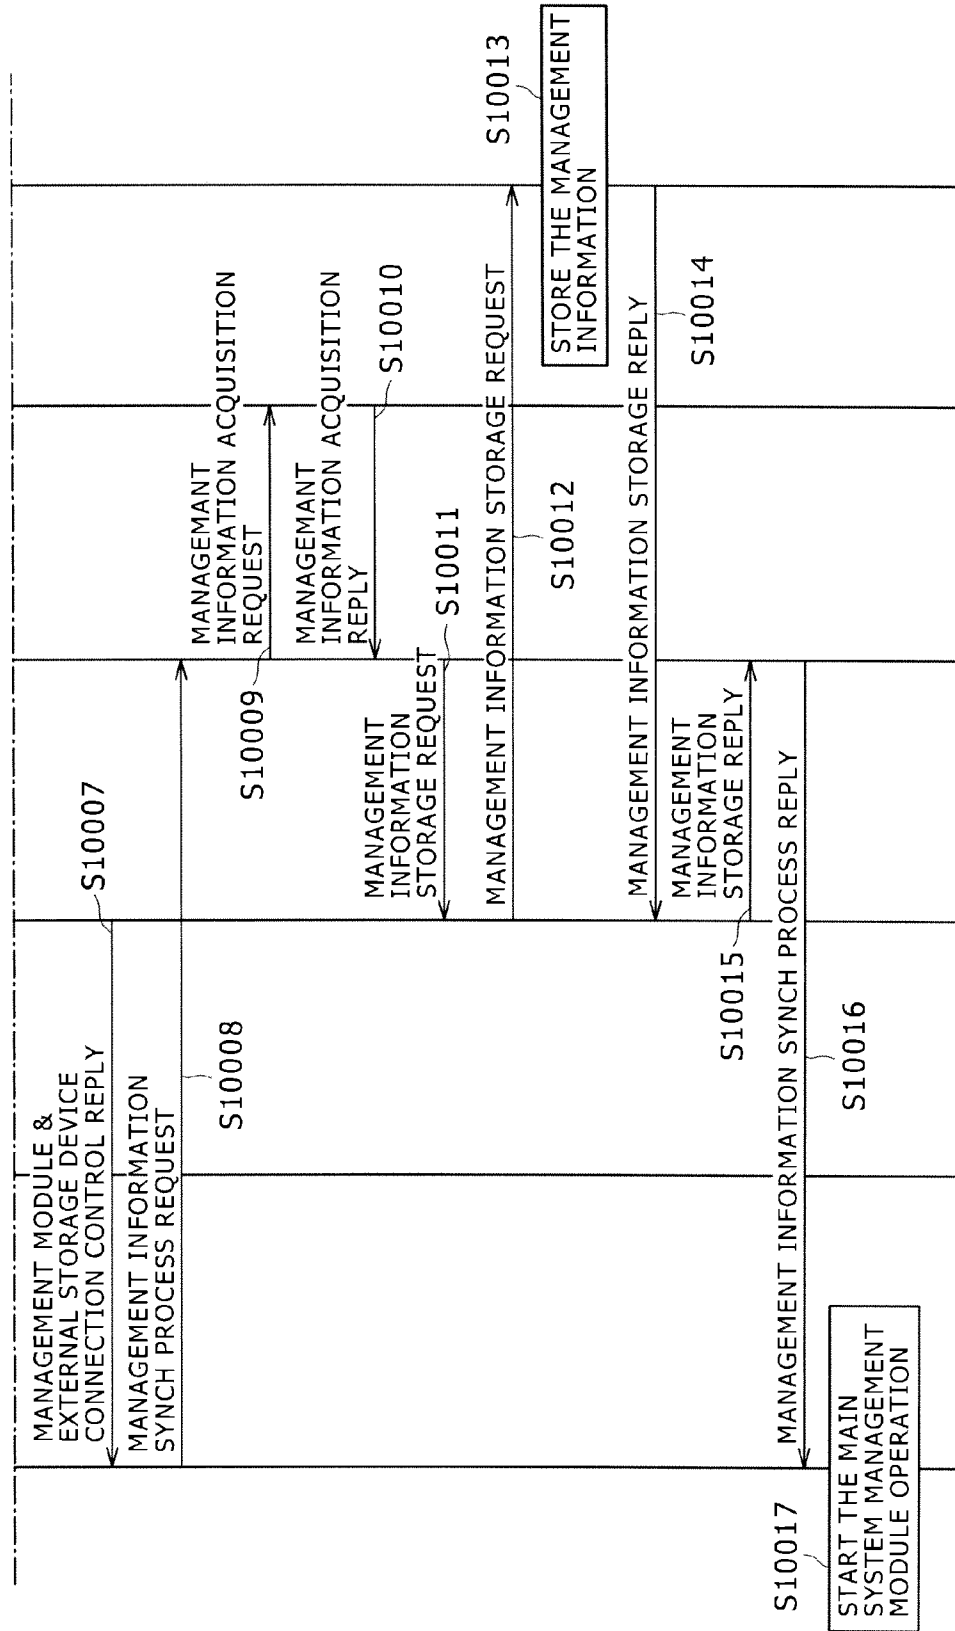 MANAGEMENT MODULE &
EXTERNAL STORAGE DEVICE
CONNECTION CONTROL REPLY
S10007
MANAGEMENT INFORMATION
SYNCH PROCESS REQUEST
S10008
MANAGEMANT
INFORMATION ACQUISITION
REQUEST
S10009
MANAGEMANT
INFORMATION ACQUISITION
REPLY
S10010
MANAGEMENT
INFORMATION
STORAGE REQUEST
S10011
MANAGEMENT INFORMATION STORAGE REQUEST
S10012
S10013
STORE THE MANAGEMENT
INFORMATION
MANAGEMENT INFORMATION STORAGE REPLY
S10014
MANAGEMENT
INFORMATION
STORAGE REPLY
S10015
MANAGEMENT INFORMATION SYNCH PROCESS REPLY
S10016
S10017
START THE MAIN
SYSTEM MANAGEMENT
MODULE OPERATION